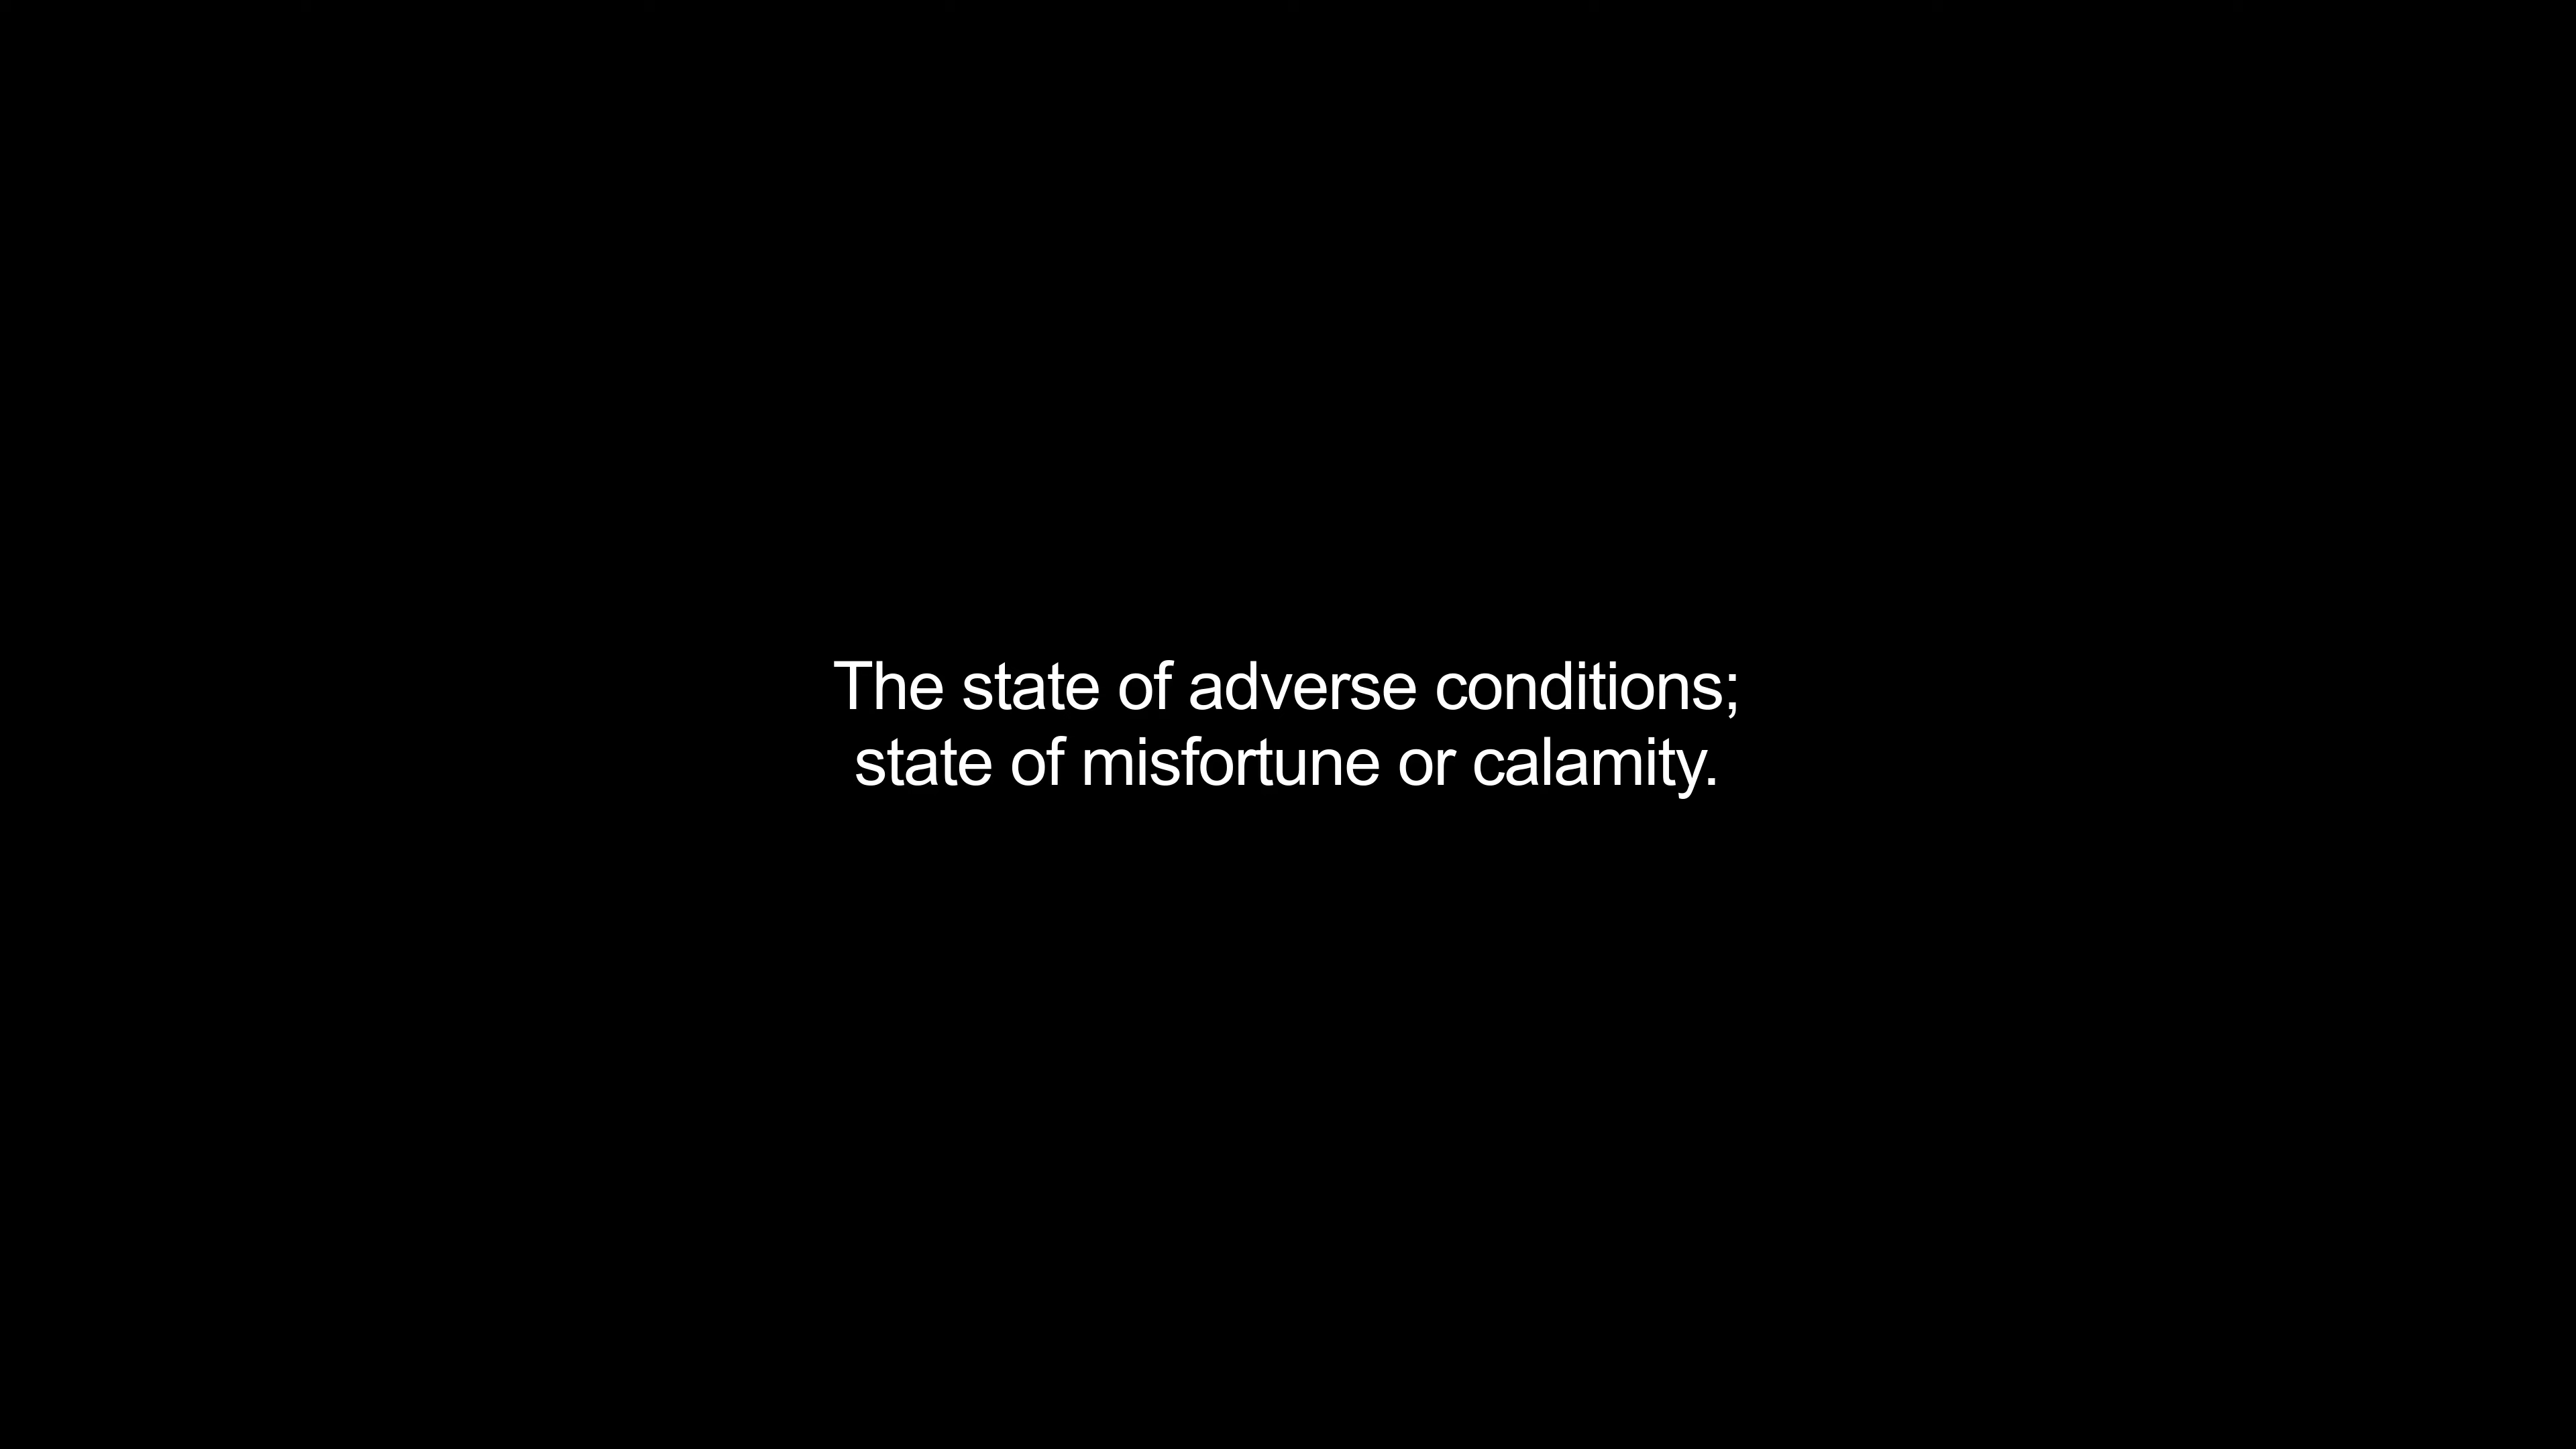 The state of adverse conditions;
state of misfortune or calamity.